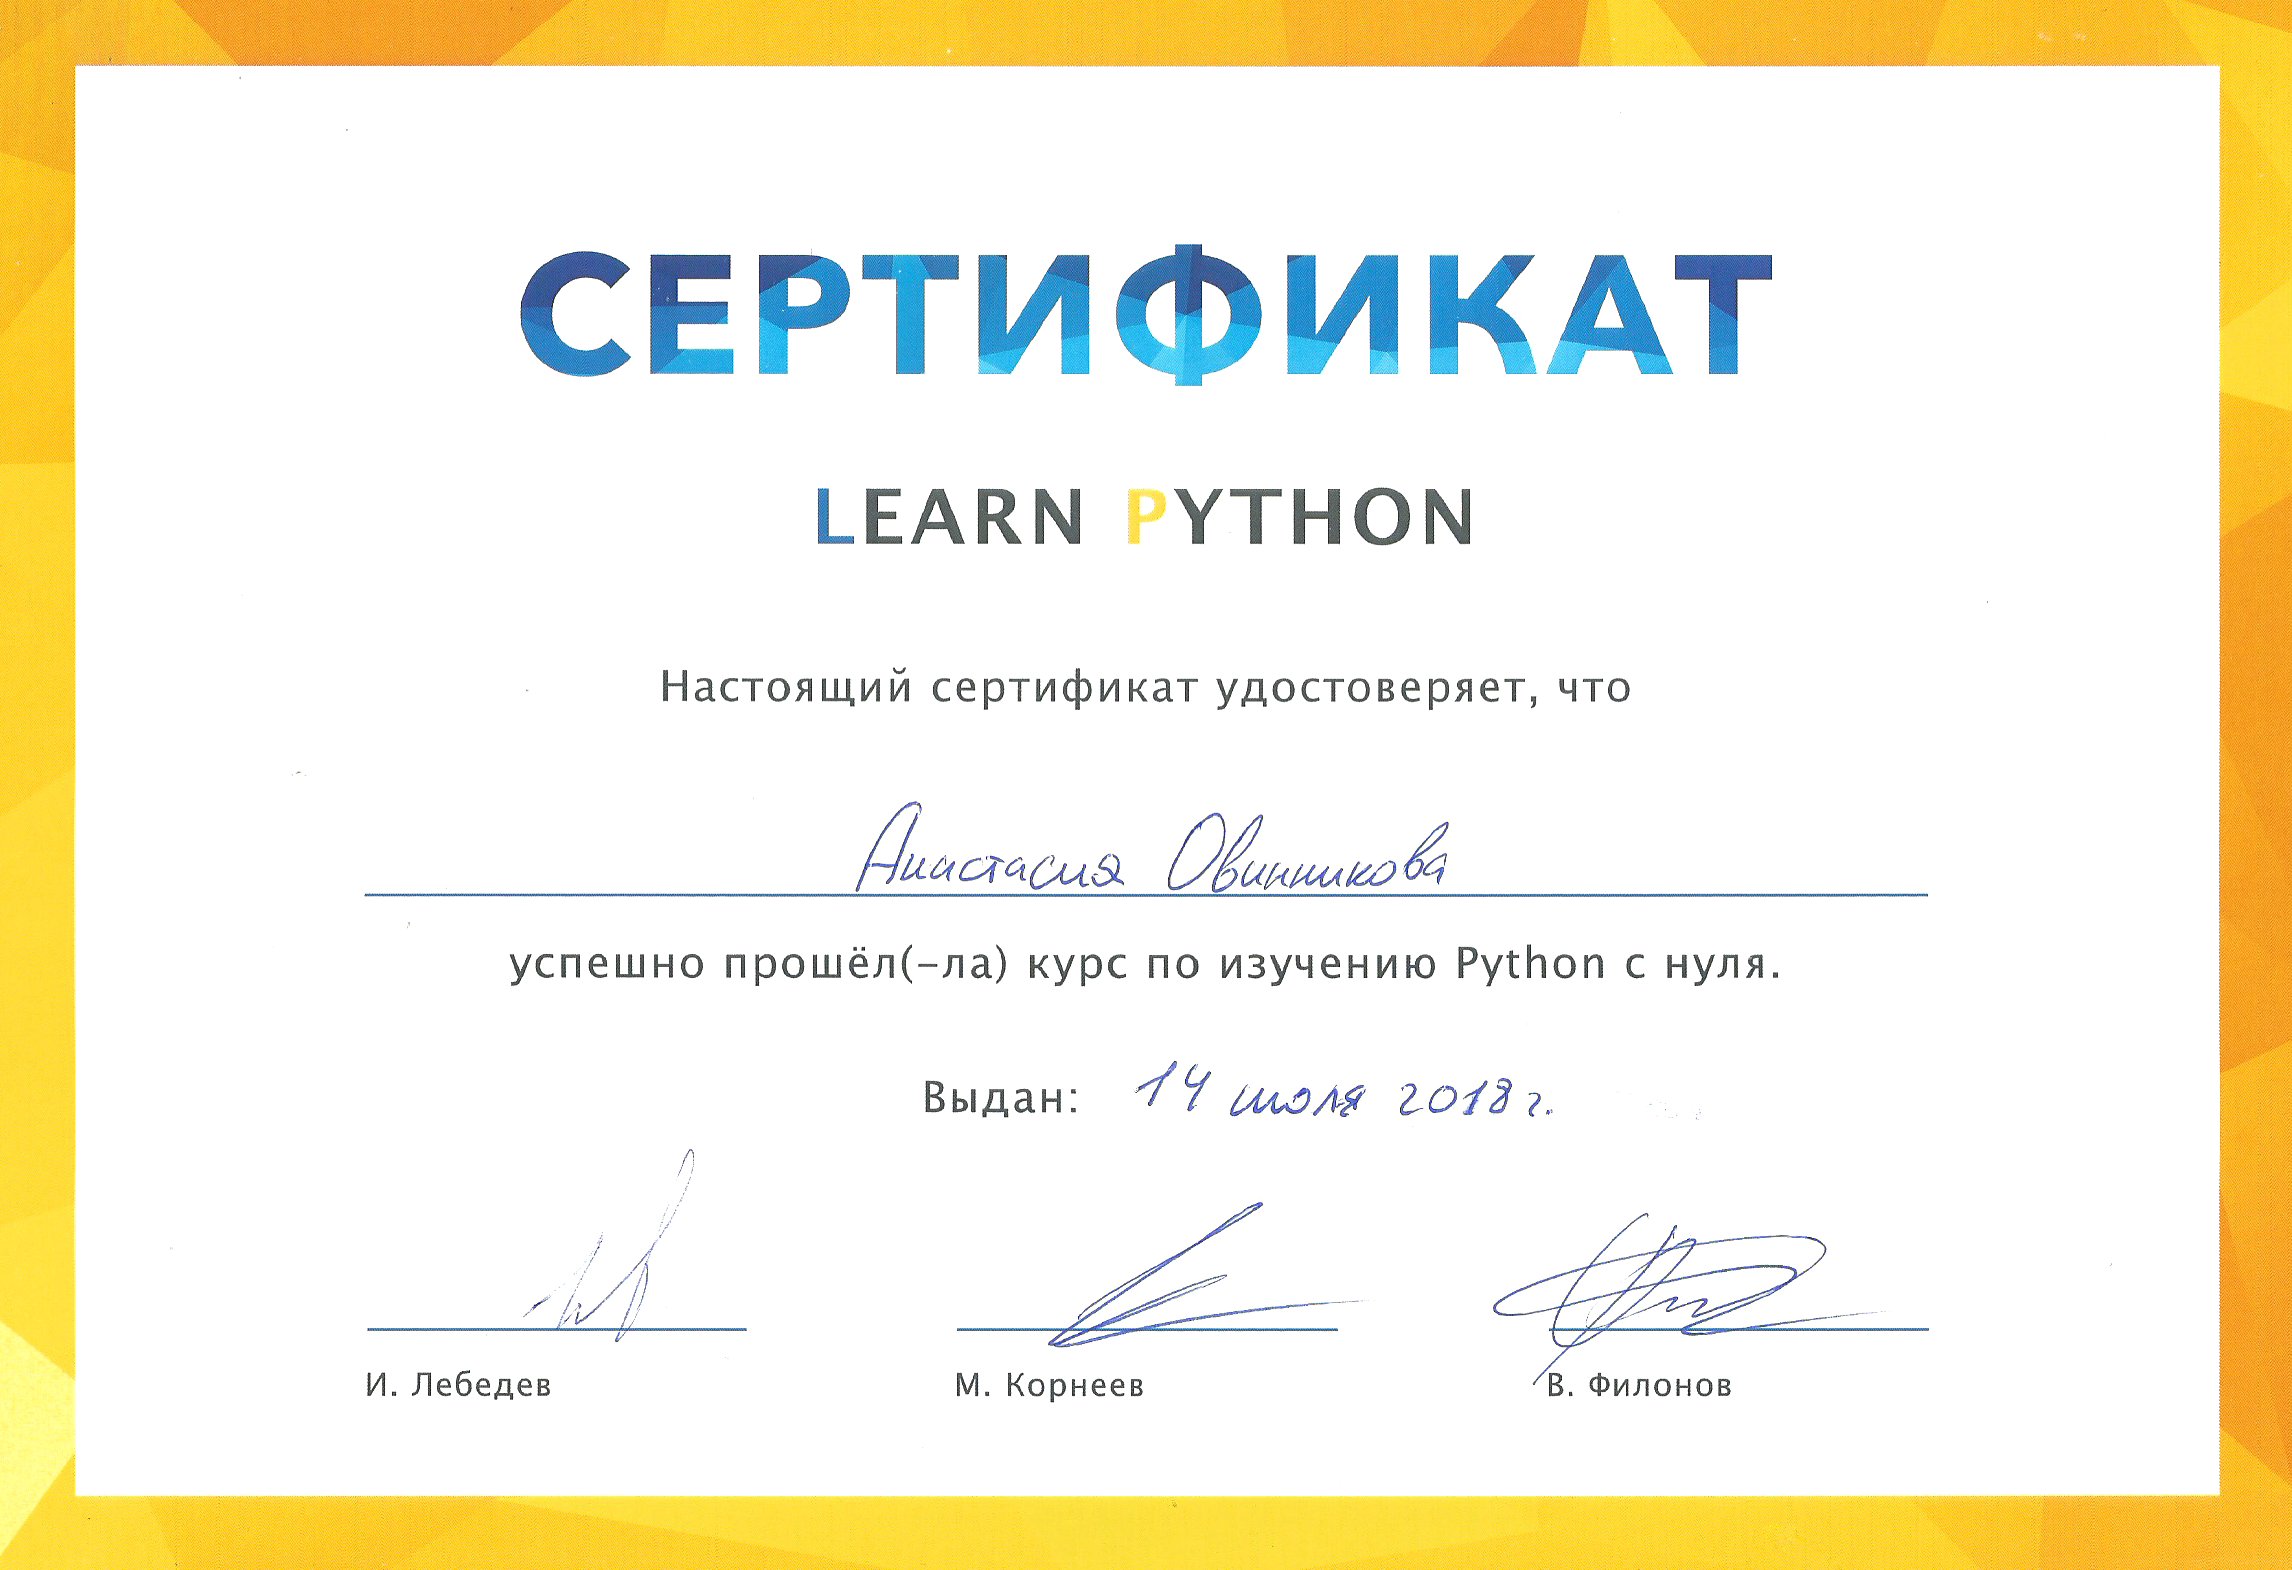 СЕРТИФИКАТ
LEARN PYTHON
Настоящий сертификат удостоверяет, что
Анастасия Овинникова
успешно прошёл(-ла) курс по изучению Python с нуля.
Выдан: 14 июля 2018 г.
И. Лебедев М. Корнеев В. Филонов